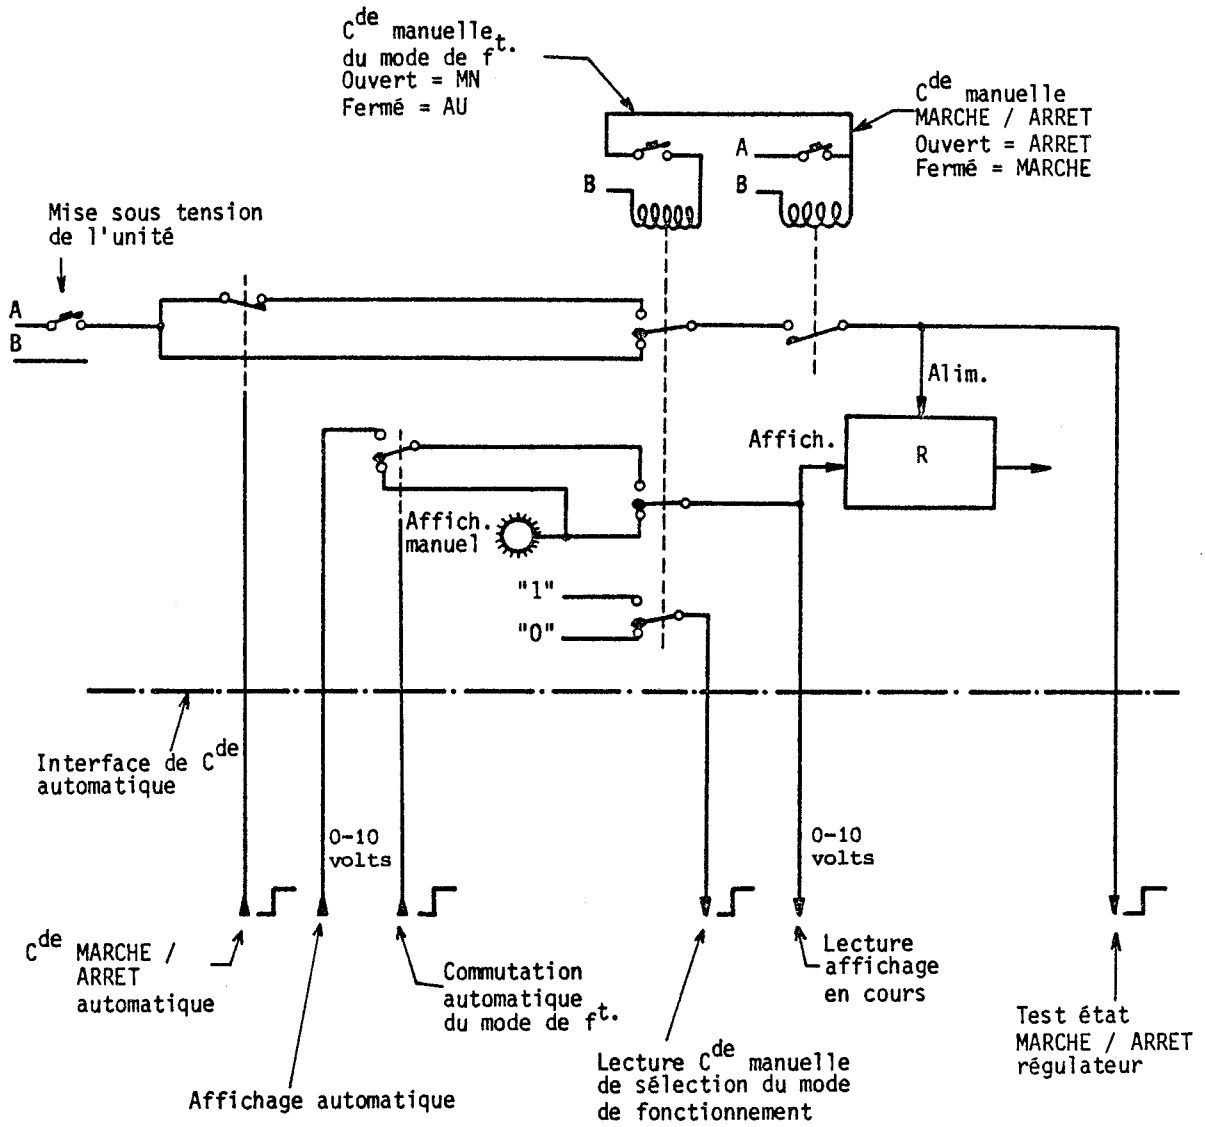 Cde manuelle
du mode de ft.
Ouvert = MN
Fermé = AU
Cde manuelle
MARCHE / ARRET
Ouvert = ARRET
Fermé = MARCHE
A
B
B
Mise sous tension
de l'unité
A
B
Alim.
Affich.
R
Affich.
manuel
"1"
"0"
Interface de Cde
automatique
0-10
volts
0-10
volts
Cde MARCHE /
ARRET
automatique
Commutation
automatique
du mode de ft.
Lecture
affichage
en cours
Test état
MARCHE / ARRET
régulateur
Lecture Cde manuelle
de sélection du mode
de fonctionnement
Affichage automatique